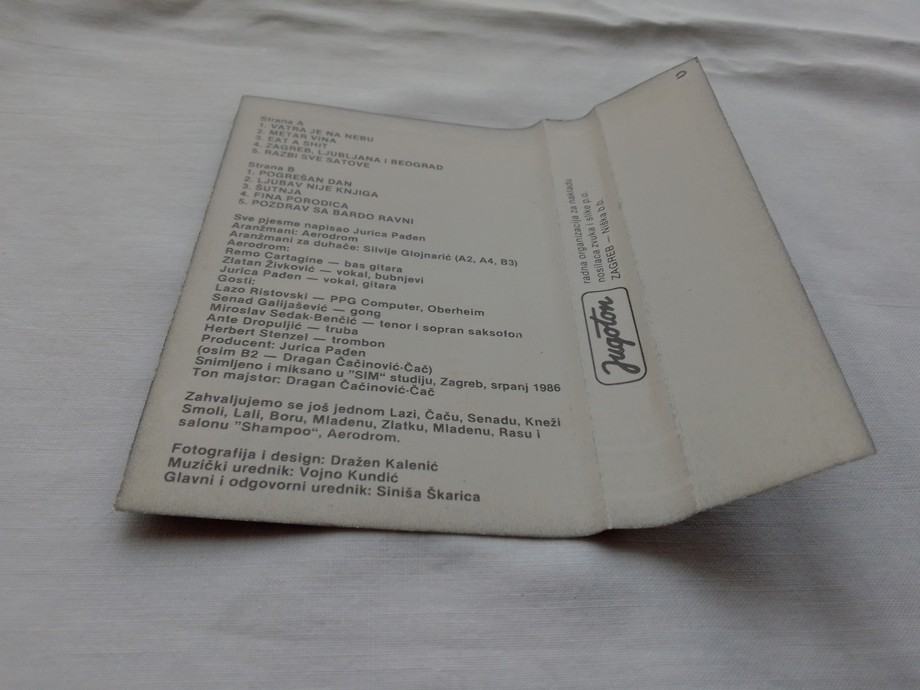 Strana A
1. VATRA JE NA NEBU
2. METAR VINA
3. EAT A SHIT
4. ZAGREB, LJUBLJANA I BEOGRAD
5. RAZBI SVE SATOVE
Strana B
1. POGREŠAN DAN
2. LJUBAV NIJE KNJIGA
3. ŠUTNJA
4. FINA PORODICA
5. POZDRAV SA BARDO RAVNI
Sve pjesme napisao Jurica Pađen
Aranžmani: Aerodrom
Aranžmani za duhače: Silvije Glojnarić (A2, A4, B3)
Aerodrom:
Remo Cartagine — bas gitara
Zlatan Živković — vokal, bubnjevi
Jurica Pađen — vokal, gitara
Gosti:
Lazo Ristovski — PPG Computer, Oberheim
Senad Galijašević — gong
Miroslav Sedak-Benčić — tenor i sopran saksofon
Ante Dropuljić — truba
Herbert Stenzel — trombon
Producent: Jurica Pađen
(osim B2 — Dragan Čačinović-Čač)
Snimljeno i miksano u "SIM“ studiju, Zagreb, srpanj 1986
Ton majstor: Dragan Čačinović-Čač
Zahvaljujemo se još jednom Lazi, Čaču, Senadu, Kneži
Smoli, Lali, Boru, Mladenu, Zlatku, Mladenu, Rasu i
salonu "Shampoo“, Aerodrom.
Fotografija i design: Dražen Kalenić
Muzički urednik: Vojno Kundić
Glavni i odgovorni urednik: Siniša Škarica
Jugoton
radna organizacija za nakladu
nosilaca zvuka i slike p.o.
ZAGREB — Niška b.b.